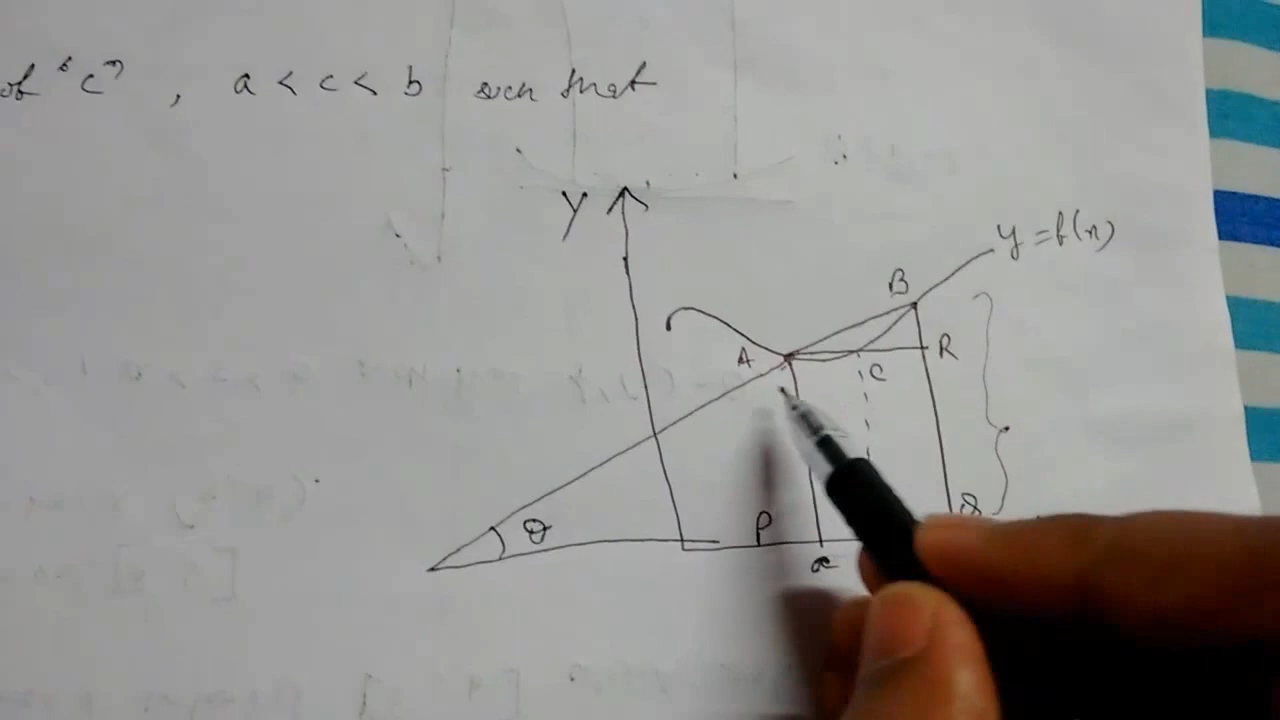 of "C", a < c < b such that
Y
y = f(x)
B
A
R
C
θ
P
Q
a